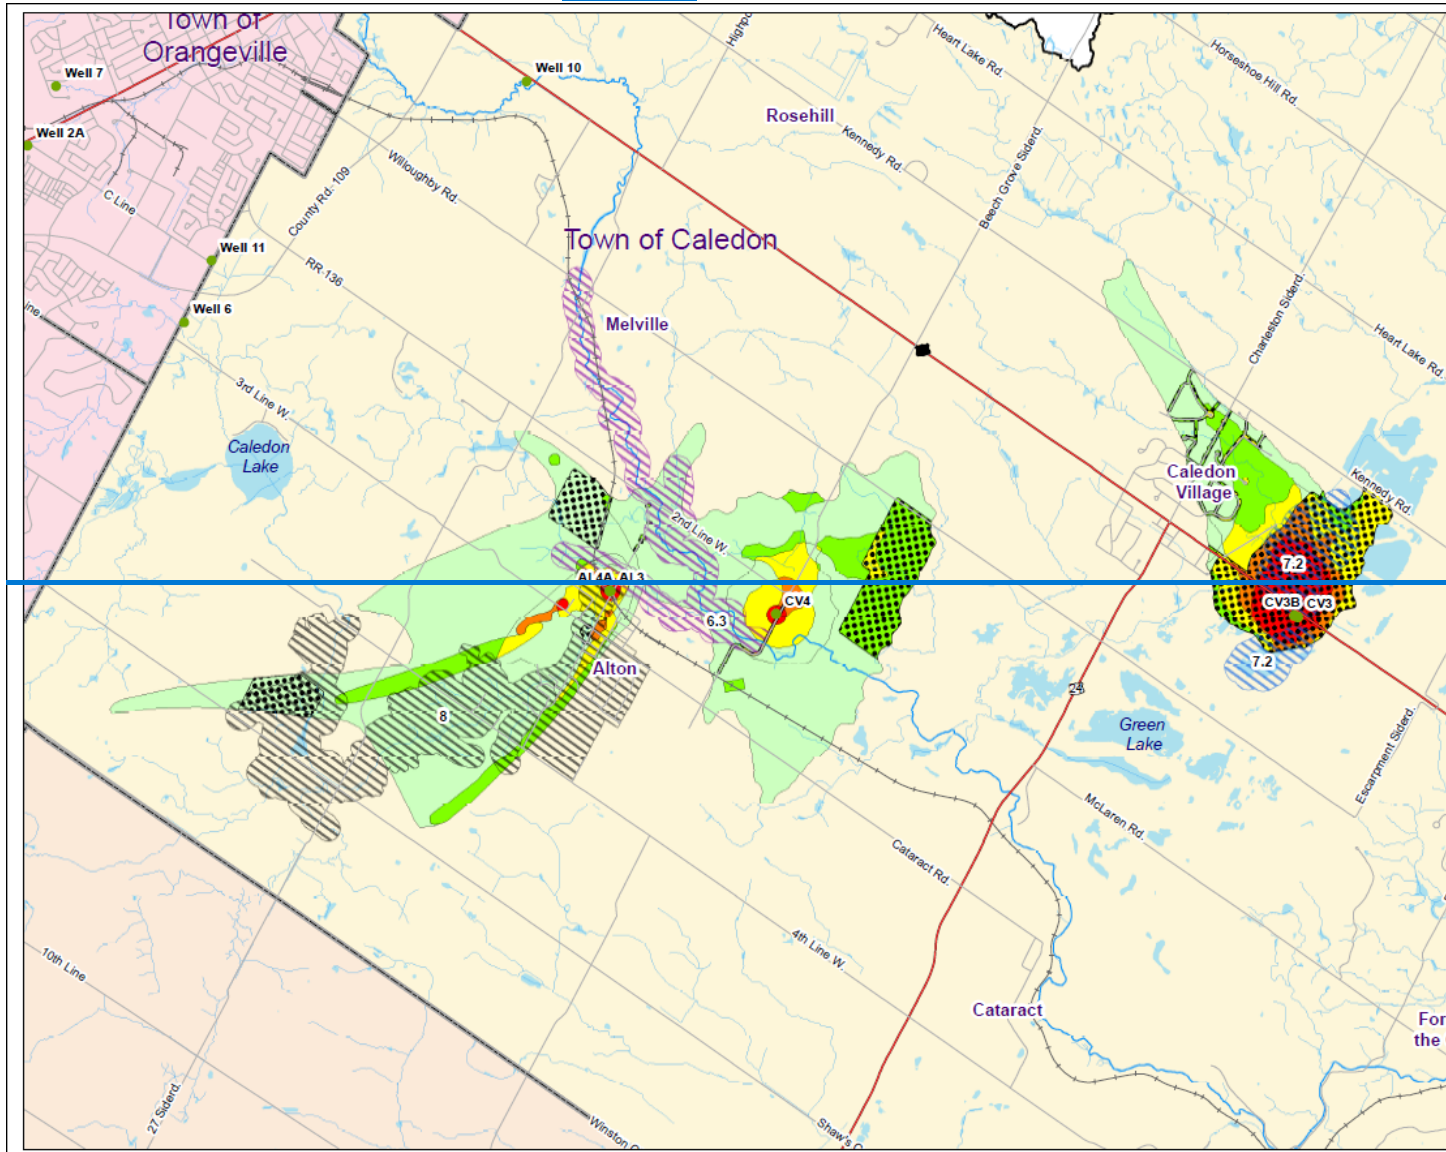 Town of
Orangeville
Well 7
Well 2A
C Line
County Rd. 109
Well 11
Well 6
RR 136
Willoughby Rd.
Well 10
Rosehill
Kennedy Rd.
Heart Lake Rd.
Horseshoe Hill Rd.
Beech Grove Siderd.
Town of Caledon
Melville
3rd Line W.
Caledon
Lake
Charleston Siderd.
Heart Lake Rd.
Caledon
Village
Kennedy Rd.
2nd Line W.
7.2
AL4A
AL3
CV4
CV3B
CV3
6.3
7.2
Alton
8
24
Green
Lake
Escarpment Siderd.
McLaren Rd.
Cataract Rd.
4th Line W.
10th Line
Cataract
27 Siderd.
Winston
Shaw's
the